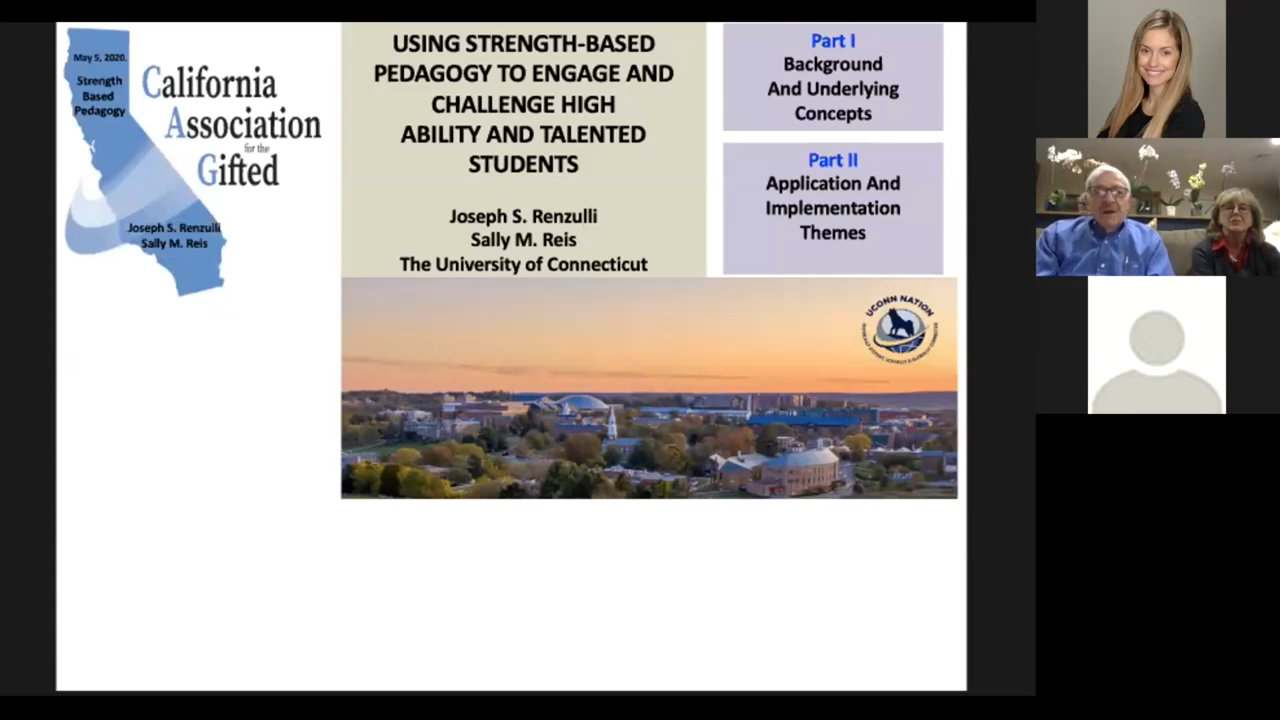 May 5, 2020.
Strength
Based
Pedagogy
California
Association
for the
Gifted
Joseph S. Renzulli
Sally M. Reis
USING STRENGTH-BASED
PEDAGOGY TO ENGAGE AND
CHALLENGE HIGH
ABILITY AND TALENTED
STUDENTS
Joseph S. Renzulli
Sally M. Reis
The University of Connecticut
Part I
Background
And Underlying
Concepts
Part II
Application And
Implementation
Themes
UCONN NATION